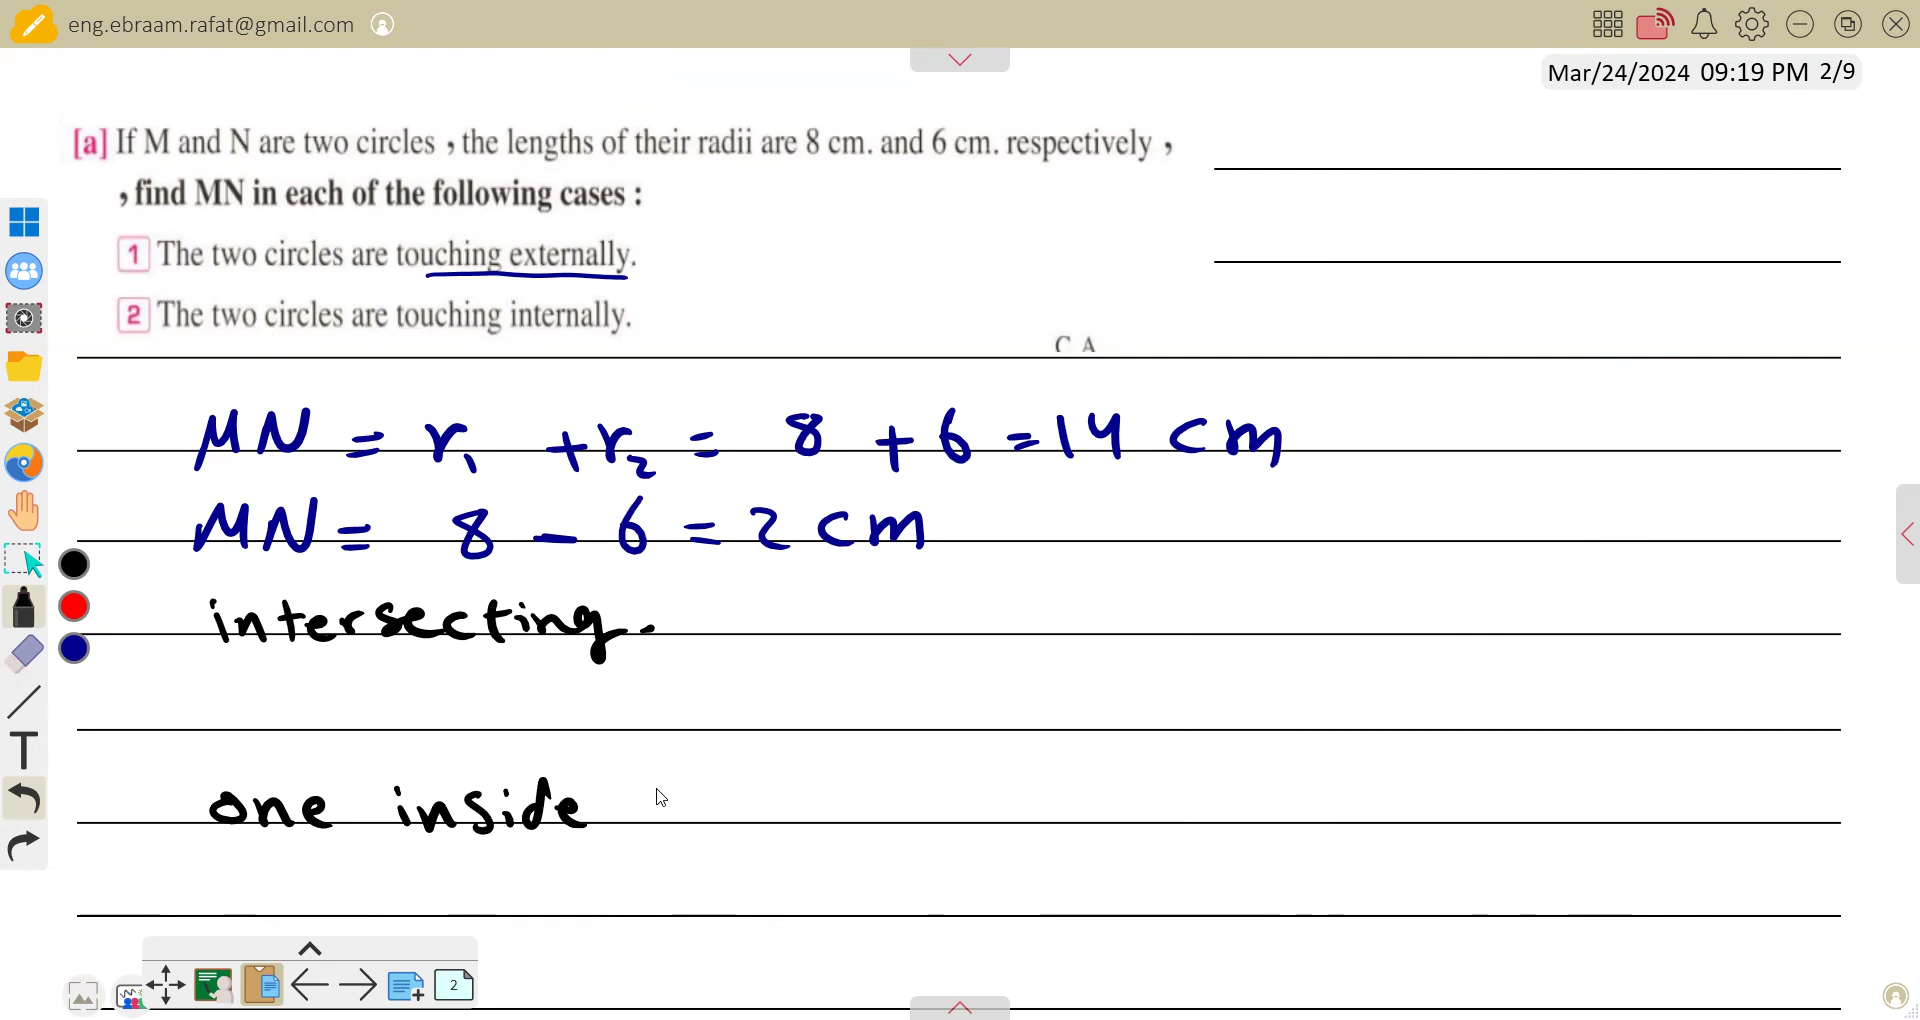 eng.ebraam.rafat@gmail.com
Mar/24/2024 09:19 PM 2/9
[a] If M and N are two circles , the lengths of their radii are 8 cm. and 6 cm. respectively ,
, find MN in each of the following cases :
1 The two circles are touching externally.
2 The two circles are touching internally.
C A
MN = r₁ + r₂ = 8 + 6 = 14 cm
MN = 8 - 6 = 2 cm
intersecting.
one inside
2